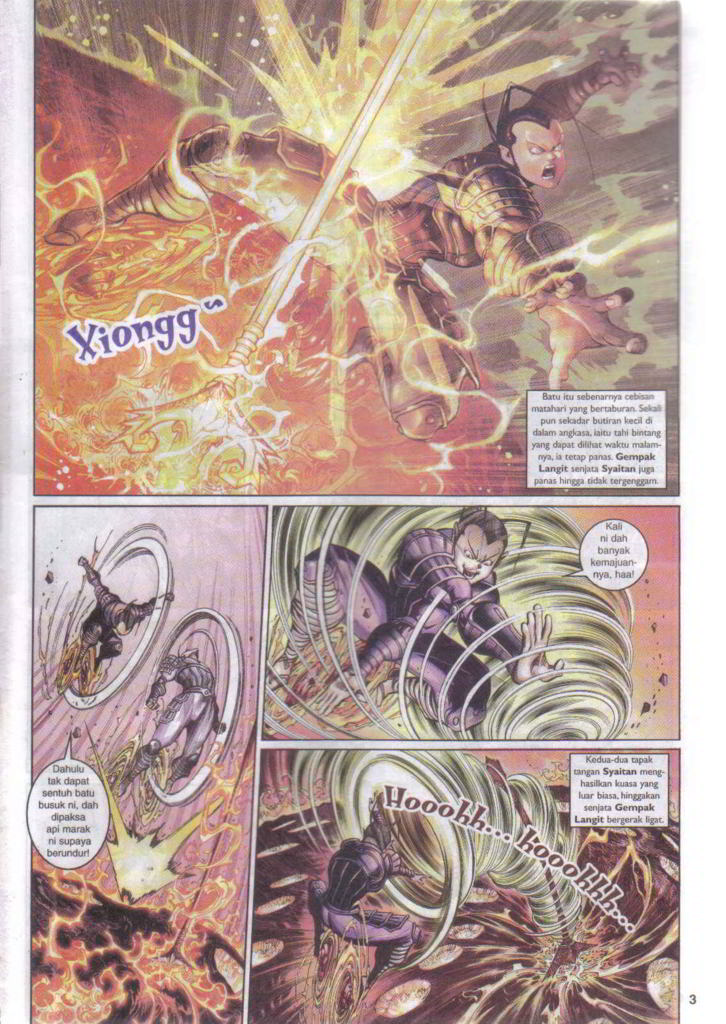 Xiongg ~
Batu itu sebenarnya cebisan
matahari yang bertaburan. Sekali
pun sekadar butiran kecil di
dalam angkasa, iaitu tahi bintang
yang dapat dilihat waktu malam-
nya, ia tetap panas. Gempak
Langit senjata Syaitan juga
panas hingga tidak tergenggam.
Kali
ni dah
banyak
kemajuan-
nya, haa!
Dahulu
tak dapat
sentuh batu
busuk ni, dah
dipaksa
api marak
ni supaya
berundur!
Kedua-dua tapak
tangan Syaitan meng-
hasilkan kuasa yang
luar biasa, hinggakan
senjata Gempak
Langit bergerak ligat.
Hooohh... hooohhh...
3